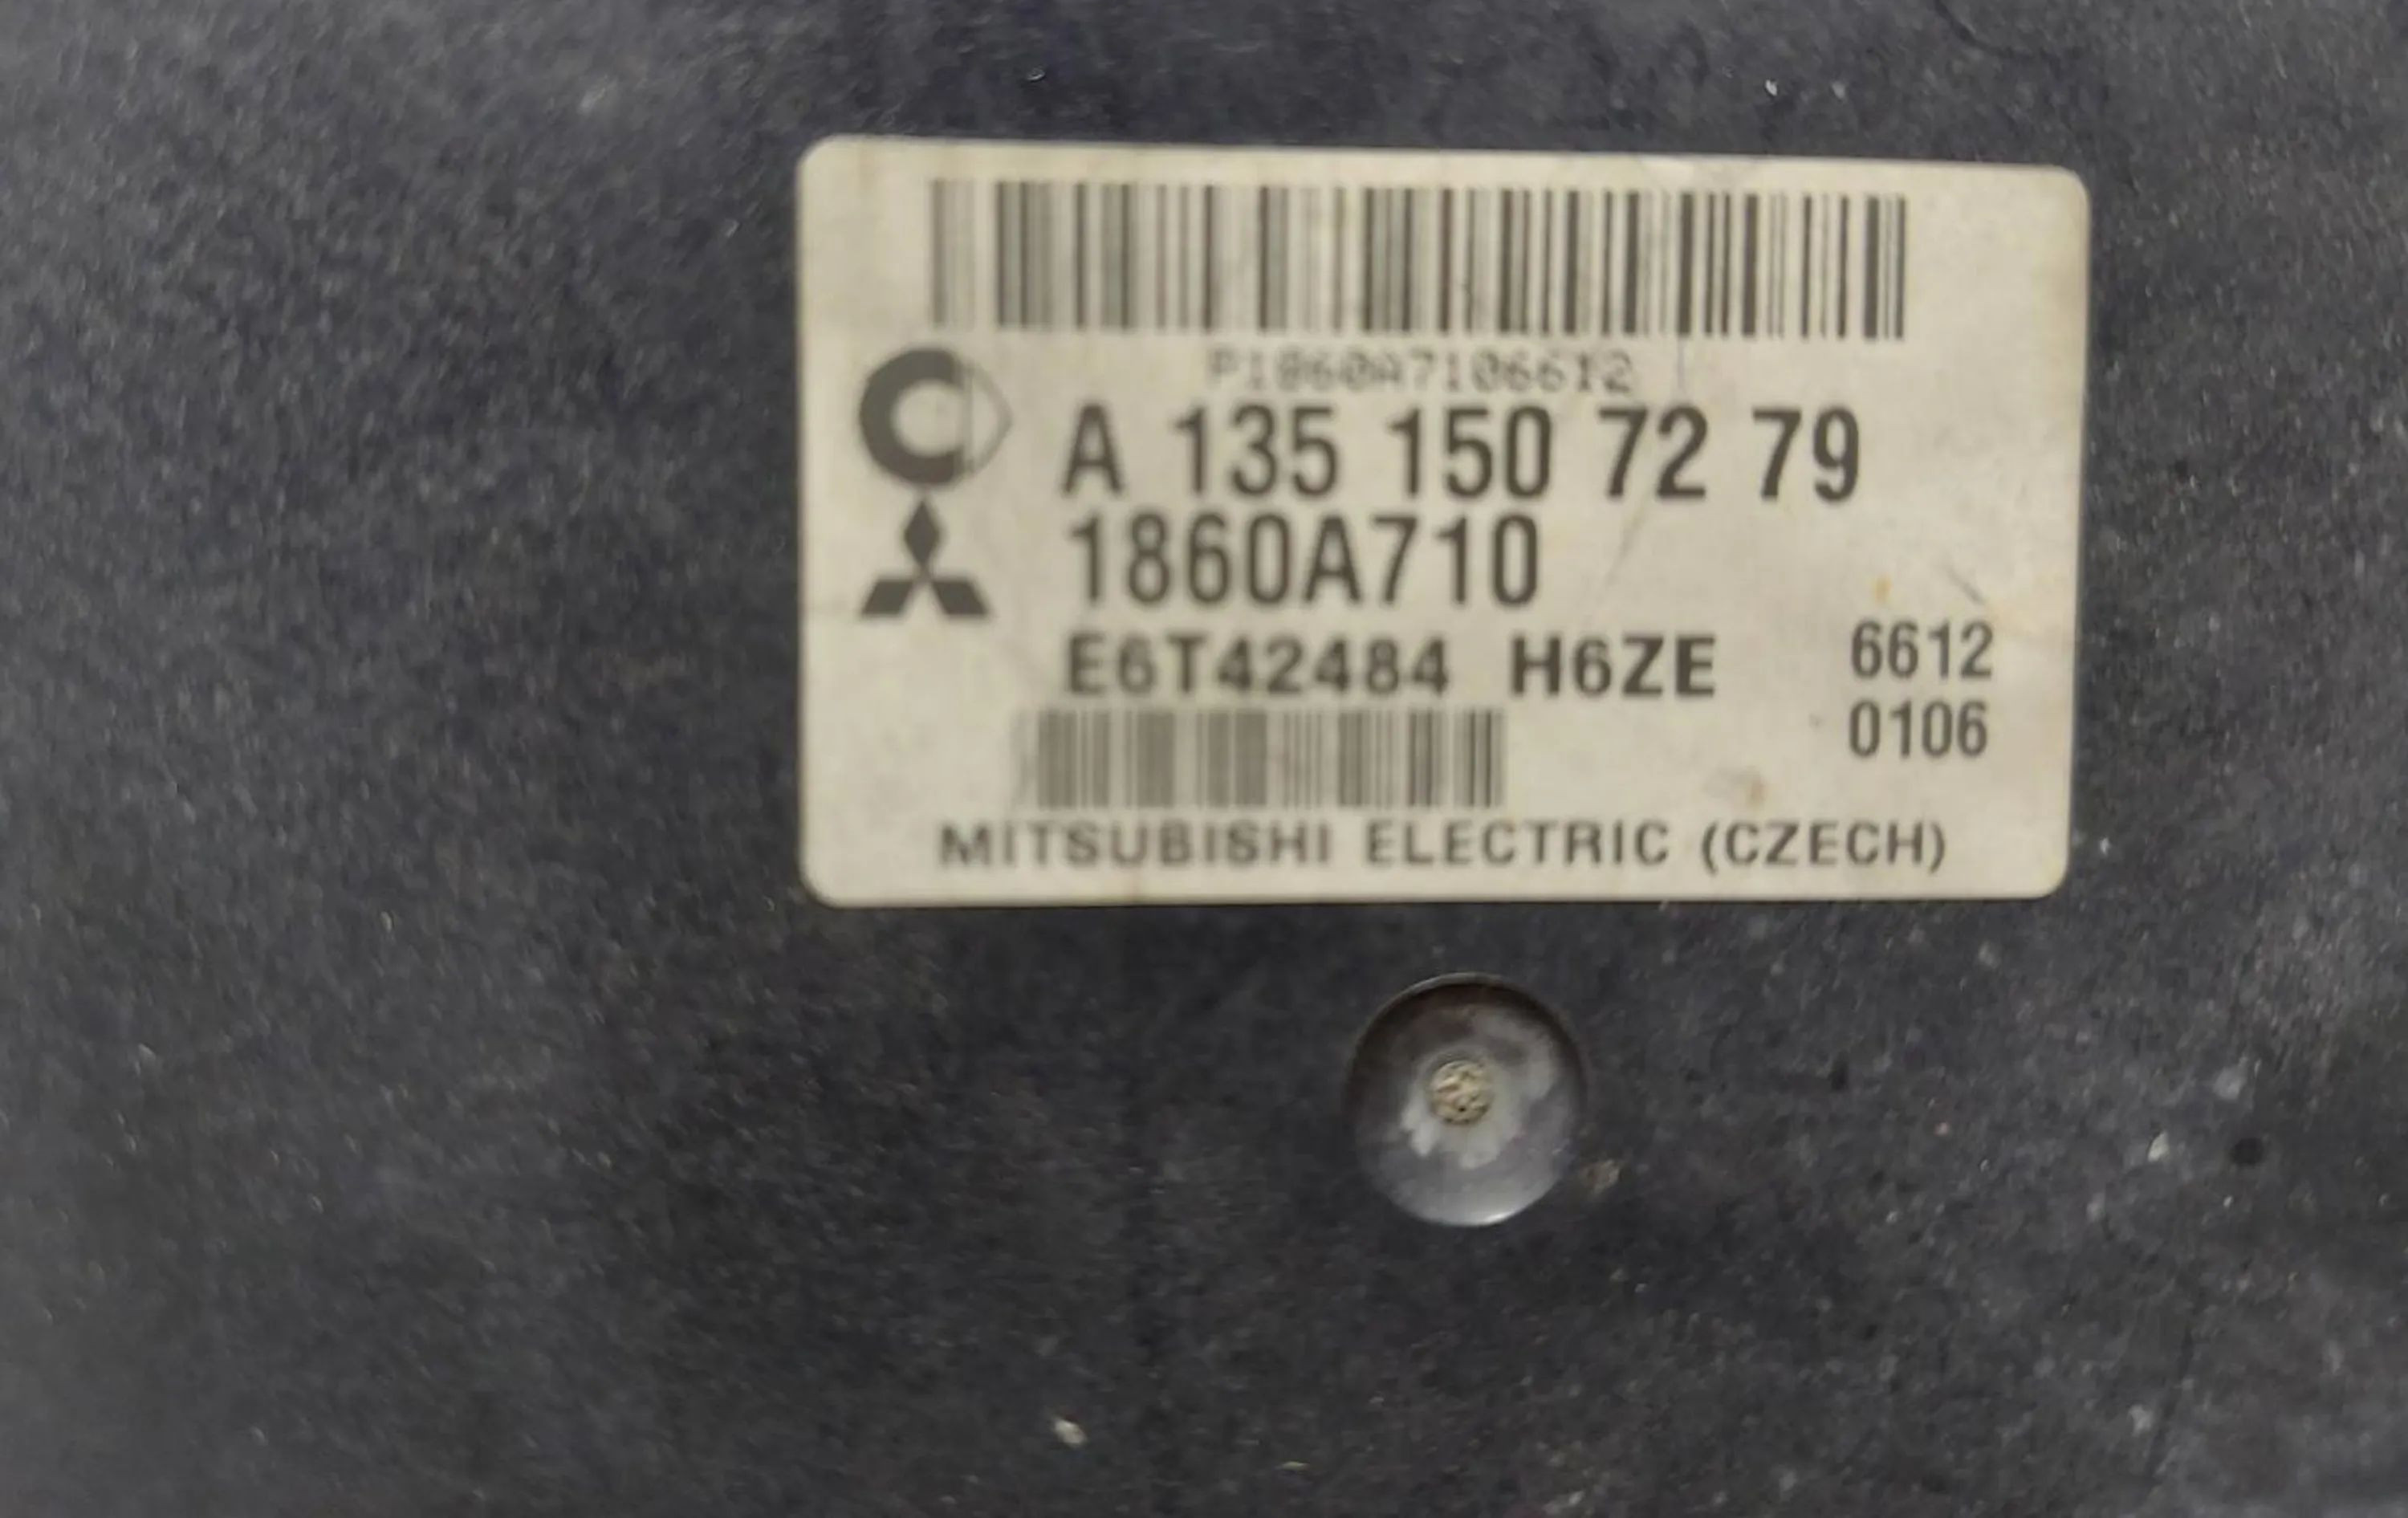 P1860A7106612
A 135 150 72 79
1860A710
E6T42484 H6ZE 6612
0106
MITSUBISHI ELECTRIC (CZECH)